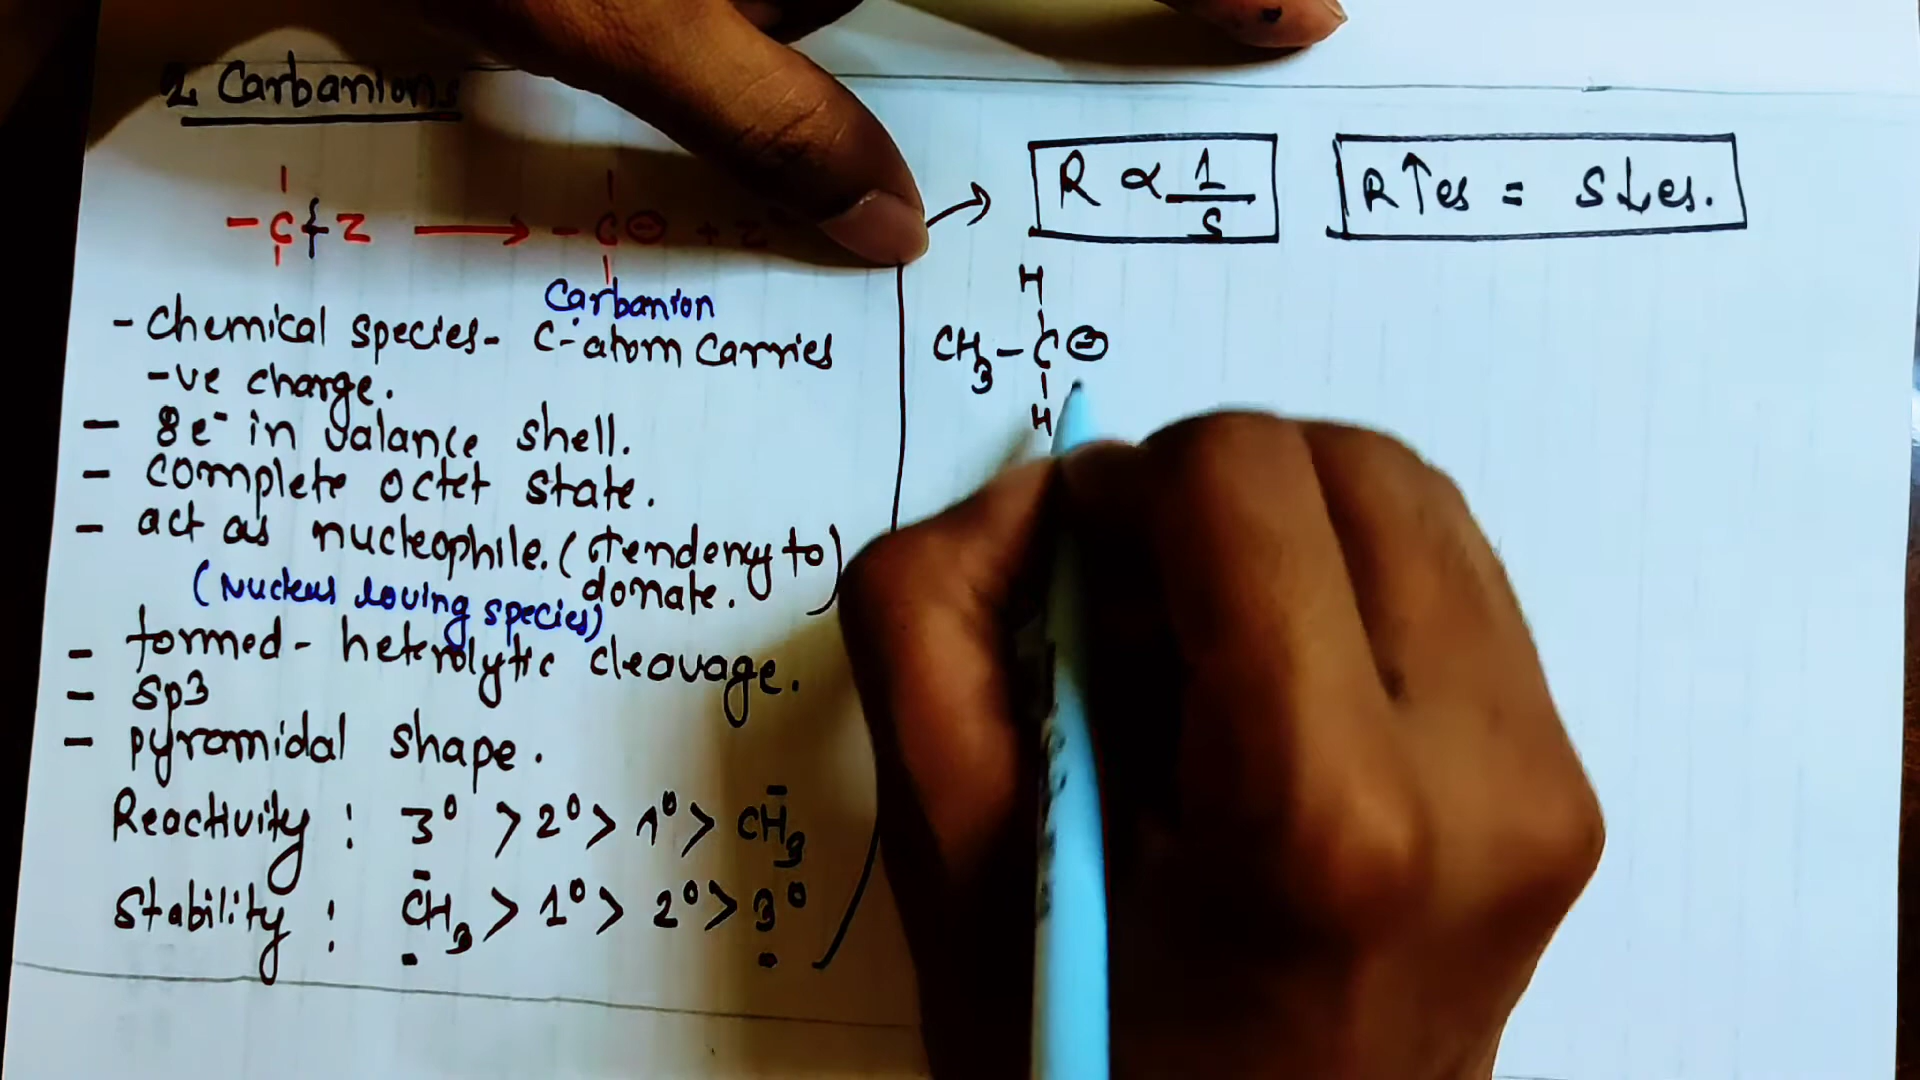 2 Carbanions
- C { Z → - C ⊖ + Z
Carbanion
- Chemical species - C-atom carries
-ve charge.
- 8e⁻ in valance shell.
- complete octet state.
- act as nucleophile. (tendency to)
donate.
(Nucleus loving species)
- formed - heterolytic cleavage.
- sp3
- pyramidal shape.
Reactivity : 3° > 2° > 1° > C̄H₃
Stability : C̄H₃ > 1° > 2° > 3°
→ R ∝ 1/S
R↑es = S↓es.
H
CH₃ - C ⊖
H